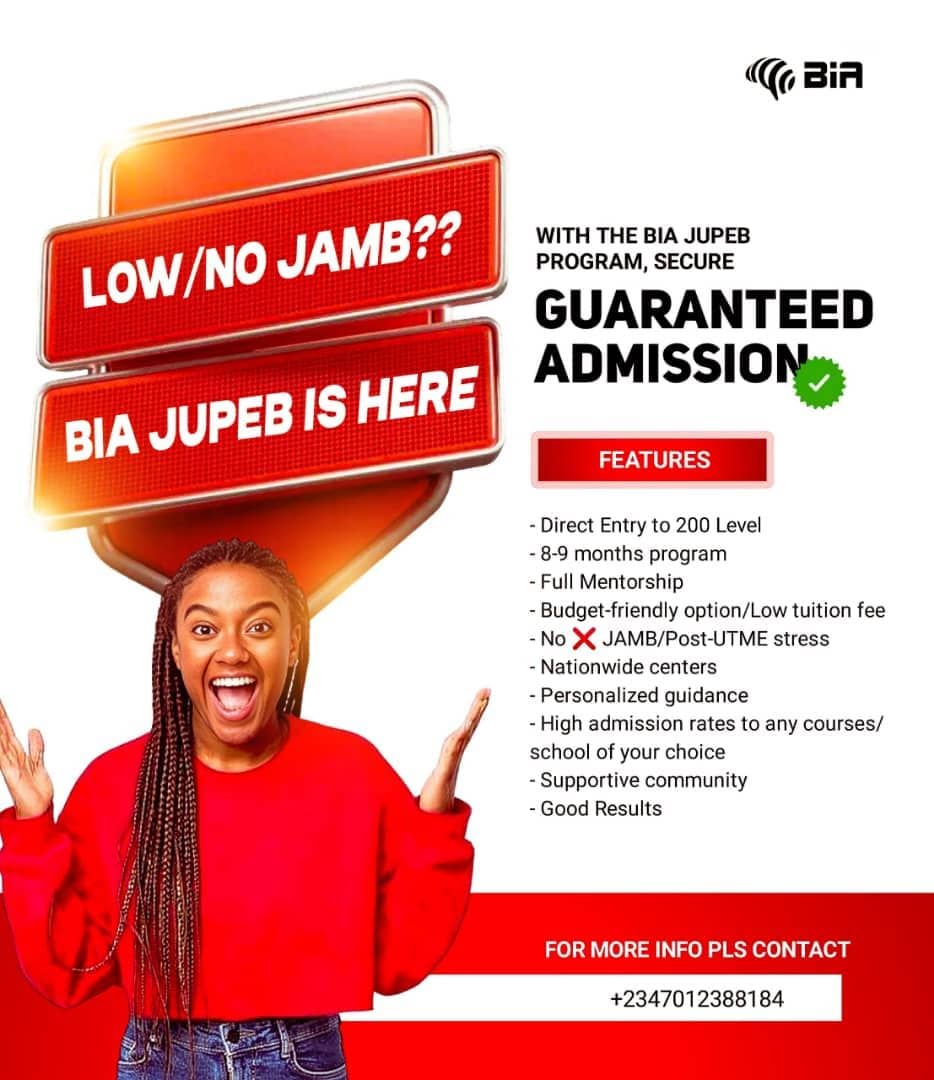 BiA
LOW/NO JAMB??
BIA JUPEB IS HERE
WITH THE BIA JUPEB
PROGRAM, SECURE
GUARANTEED
ADMISSION
FEATURES
- Direct Entry to 200 Level
- 8-9 months program
- Full Mentorship
- Budget-friendly option/Low tuition fee
- No ❌ JAMB/Post-UTME stress
- Nationwide centers
- Personalized guidance
- High admission rates to any courses/
school of your choice
- Supportive community
- Good Results
FOR MORE INFO PLS CONTACT
+2347012388184